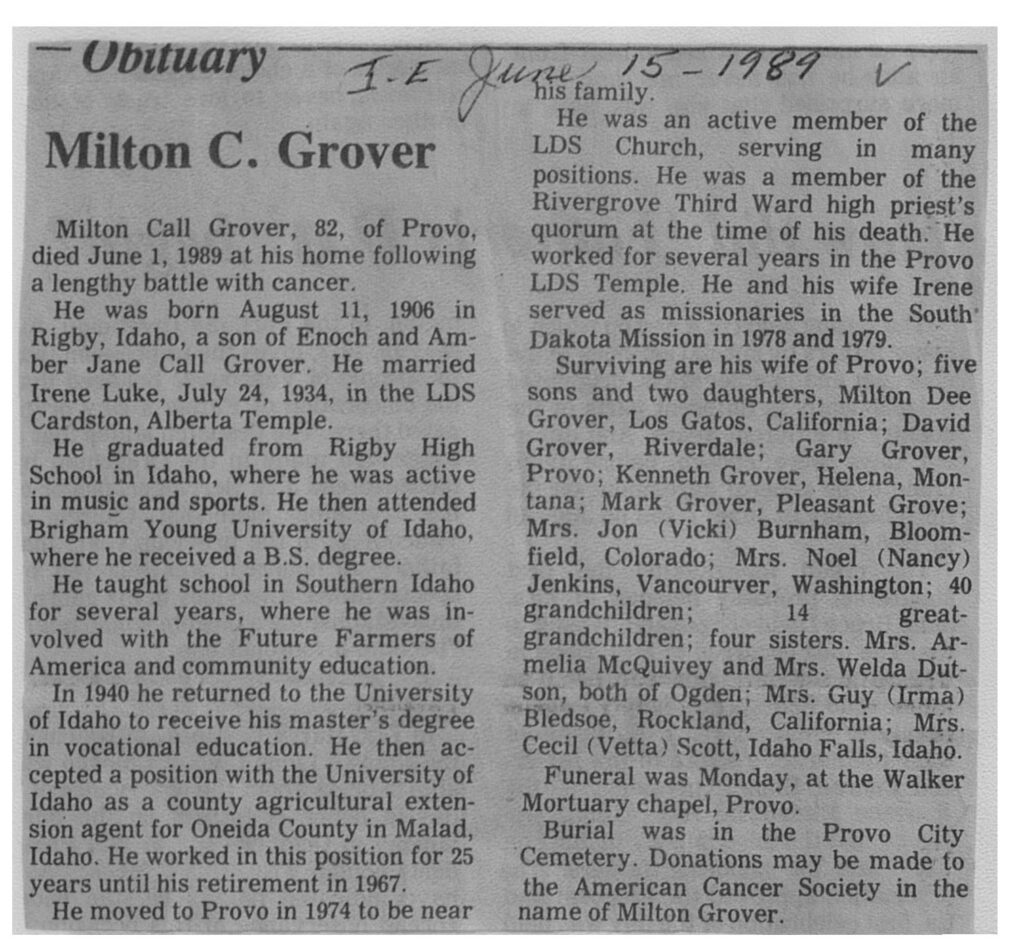 Obituary
I-E June 15-1989 ✓
Milton C. Grover
Milton Call Grover, 82, of Provo,
died June 1, 1989 at his home following
a lengthy battle with cancer.
He was born August 11, 1906 in
Rigby, Idaho, a son of Enoch and Am-
ber Jane Call Grover. He married
Irene Luke, July 24, 1934, in the LDS
Cardston, Alberta Temple.
He graduated from Rigby High
School in Idaho, where he was active
in music and sports. He then attended
Brigham Young University of Idaho,
where he received a B.S. degree.
He taught school in Southern Idaho
for several years, where he was in-
volved with the Future Farmers of
America and community education.
In 1940 he returned to the University
of Idaho to receive his master's degree
in vocational education. He then ac-
cepted a position with the University of
Idaho as a county agricultural exten-
sion agent for Oneida County in Malad,
Idaho. He worked in this position for 25
years until his retirement in 1967.
He moved to Provo in 1974 to be near
his family.
He was an active member of the
LDS Church, serving in many
positions. He was a member of the
Rivergrove Third Ward high priest's
quorum at the time of his death. He
worked for several years in the Provo
LDS Temple. He and his wife Irene
served as missionaries in the South
Dakota Mission in 1978 and 1979.
Surviving are his wife of Provo; five
sons and two daughters, Milton Dee
Grover, Los Gatos, California; David
Grover, Riverdale; Gary Grover,
Provo; Kenneth Grover, Helena, Mon-
tana; Mark Grover, Pleasant Grove;
Mrs. Jon (Vicki) Burnham, Bloom-
field, Colorado; Mrs. Noel (Nancy)
Jenkins, Vancourver, Washington; 40
grandchildren; 14 great-
grandchildren; four sisters. Mrs. Ar-
melia McQuivey and Mrs. Welda Dut-
son, both of Ogden; Mrs. Guy (Irma)
Bledsoe, Rockland, California; Mrs.
Cecil (Vetta) Scott, Idaho Falls, Idaho.
Funeral was Monday, at the Walker
Mortuary chapel, Provo.
Burial was in the Provo City
Cemetery. Donations may be made to
the American Cancer Society in the
name of Milton Grover.